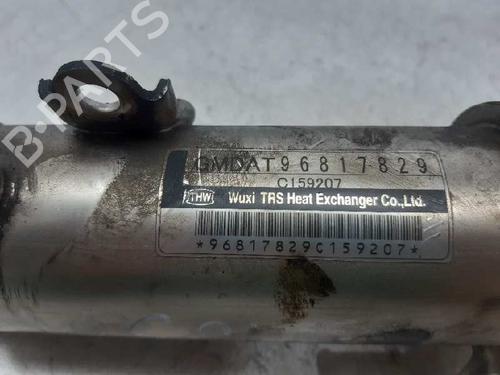 B-PARTS
GMDAT96817829
C159207
THW Wuxi TRS Heat Exchanger Co.,Ltd.
*96817829C159207*